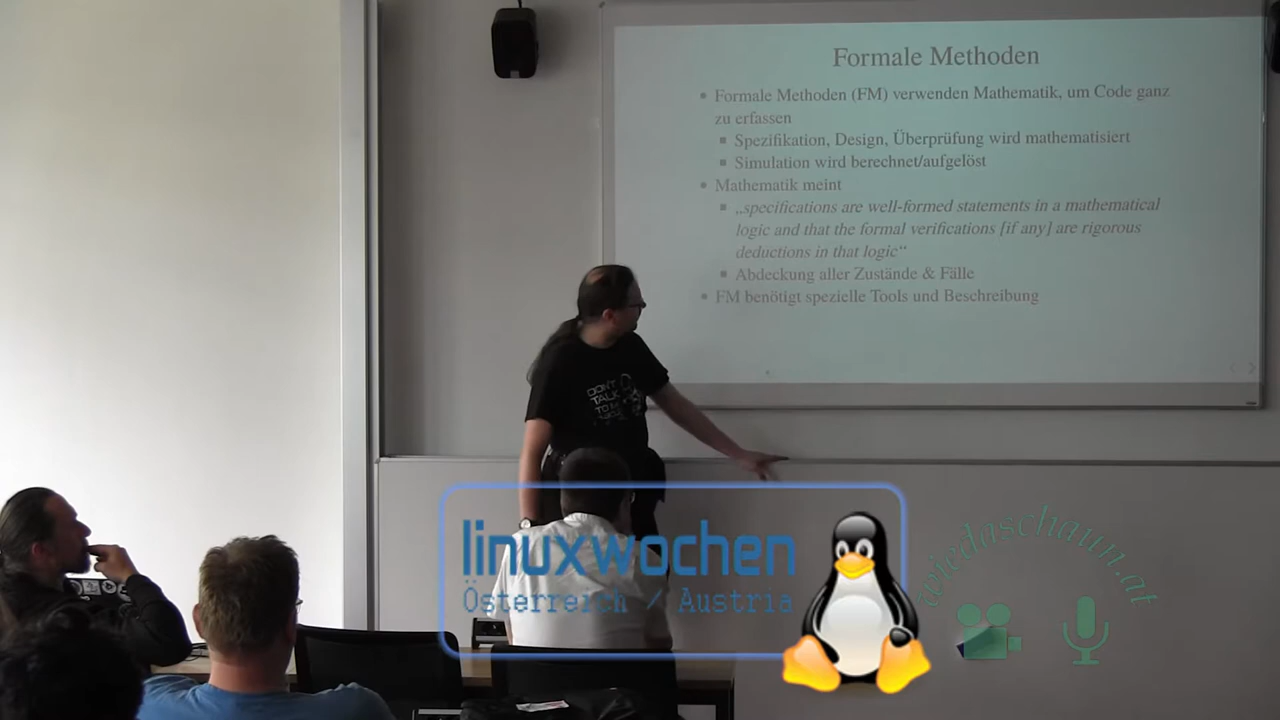 Formale Methoden
• Formale Methoden (FM) verwenden Mathematik, um Code ganz
zu erfassen
▪ Spezifikation, Design, Überprüfung wird mathematisiert
▪ Simulation wird berechnet/aufgelöst
• Mathematik meint
▪ „specifications are well-formed statements in a mathematical
logic and that the formal verifications [if any] are rigorous
deductions in that logic“
▪ Abdeckung aller Zustände & Fälle
• FM benötigt spezielle Tools und Beschreibung
DON'T
TALK
TO
linuxwochen
Österreich / Austria
wiedaschaun.at